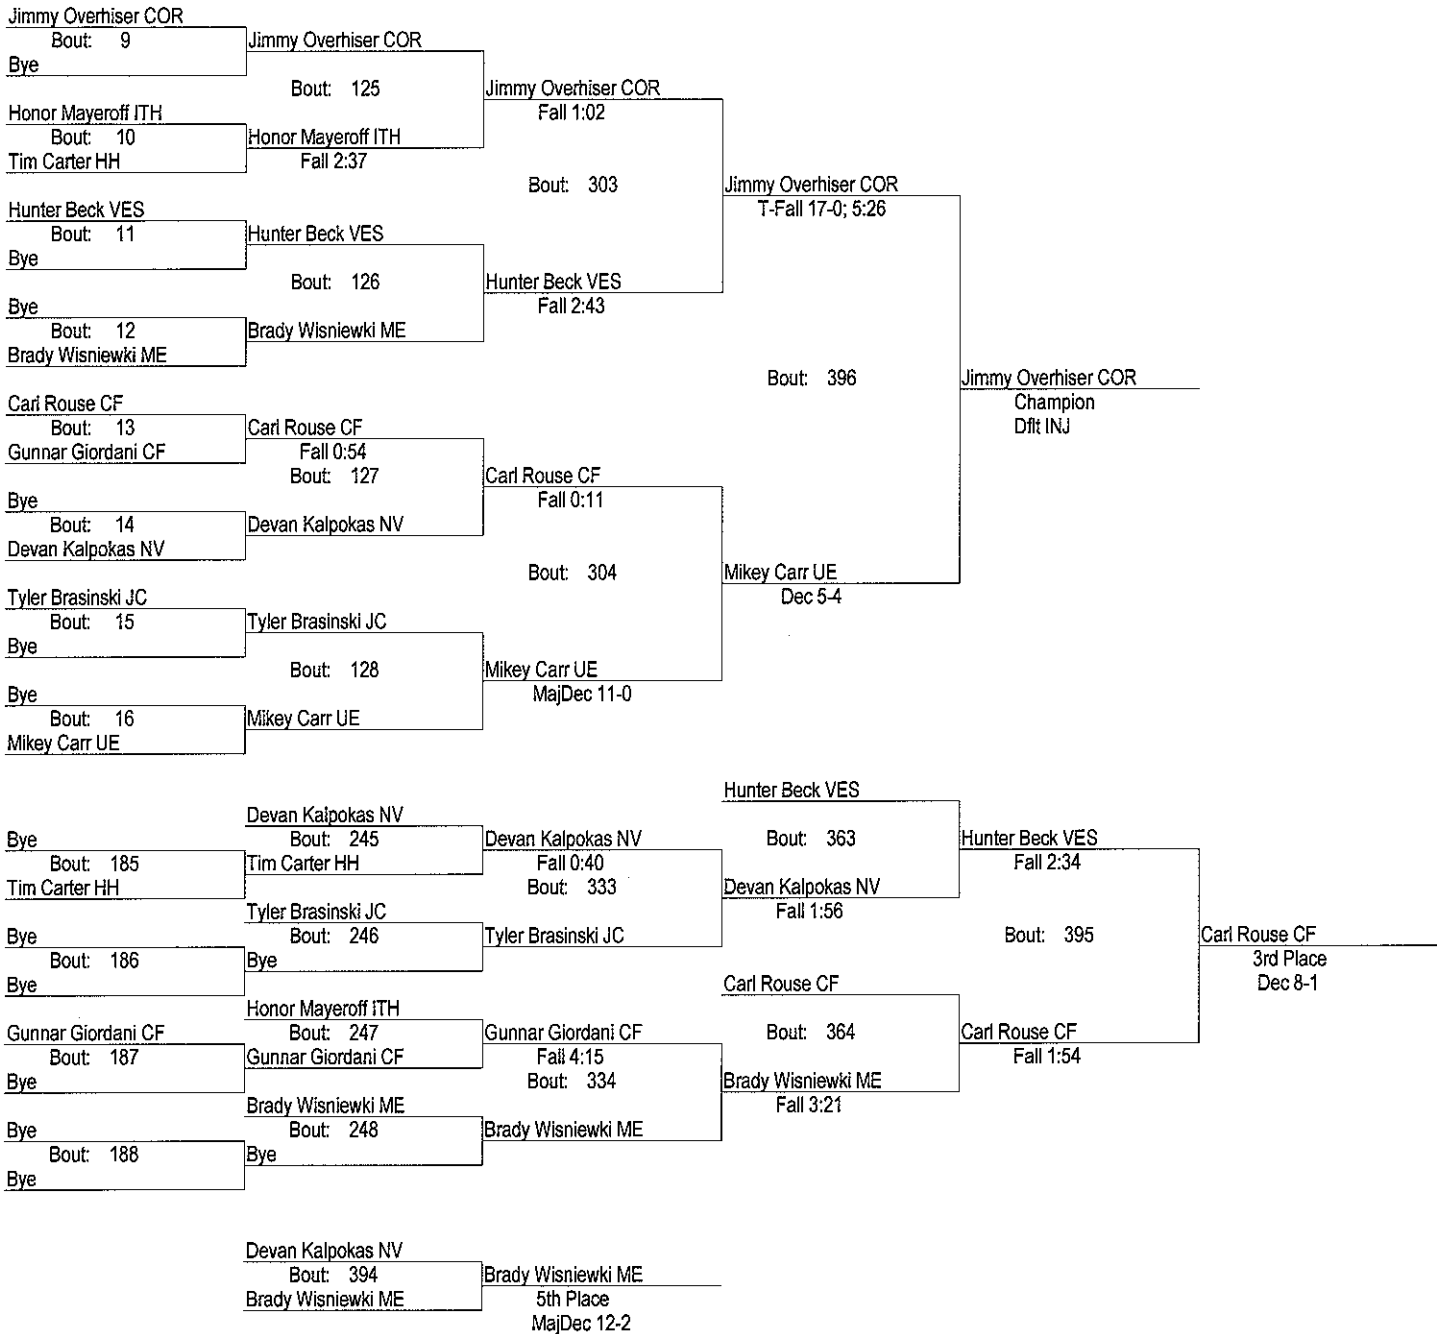 Jimmy Overhiser COR
Bout: 9
Bye
Jimmy Overhiser COR
Bout: 125
Honor Mayeroff ITH
Bout: 10
Tim Carter HH
Honor Mayeroff ITH
Fall 2:37
Jimmy Overhiser COR
Fall 1:02
Bout: 303
Hunter Beck VES
Bout: 11
Bye
Hunter Beck VES
Bout: 126
Bye
Bout: 12
Brady Wisniewki ME
Brady Wisniewki ME
Hunter Beck VES
Fall 2:43
Jimmy Overhiser COR
T-Fall 17-0; 5:26
Bout: 396
Carl Rouse CF
Bout: 13
Gunnar Giordani CF
Carl Rouse CF
Fall 0:54
Bout: 127
Bye
Bout: 14
Devan Kalpokas NV
Devan Kalpokas NV
Carl Rouse CF
Fall 0:11
Bout: 304
Tyler Brasinski JC
Bout: 15
Bye
Tyler Brasinski JC
Bout: 128
Bye
Bout: 16
Mikey Carr UE
Mikey Carr UE
Mikey Carr UE
MajDec 11-0
Mikey Carr UE
Dec 5-4
Jimmy Overhiser COR
Champion
Dflt INJ
Bye
Bout: 185
Tim Carter HH
Devan Kalpokas NV
Bout: 245
Tim Carter HH
Devan Kalpokas NV
Fall 0:40
Bout: 333
Bye
Bout: 186
Bye
Tyler Brasinski JC
Bout: 246
Bye
Tyler Brasinski JC
Hunter Beck VES
Bout: 363
Devan Kalpokas NV
Fall 1:56
Hunter Beck VES
Fall 2:34
Bout: 395
Gunnar Giordani CF
Bout: 187
Bye
Honor Mayeroff ITH
Bout: 247
Gunnar Giordani CF
Gunnar Giordani CF
Fall 4:15
Bout: 334
Bye
Bout: 188
Bye
Brady Wisniewki ME
Bout: 248
Bye
Brady Wisniewki ME
Carl Rouse CF
Bout: 364
Brady Wisniewki ME
Fall 3:21
Carl Rouse CF
Fall 1:54
Carl Rouse CF
3rd Place
Dec 8-1
Devan Kalpokas NV
Bout: 394
Brady Wisniewki ME
Brady Wisniewki ME
5th Place
MajDec 12-2